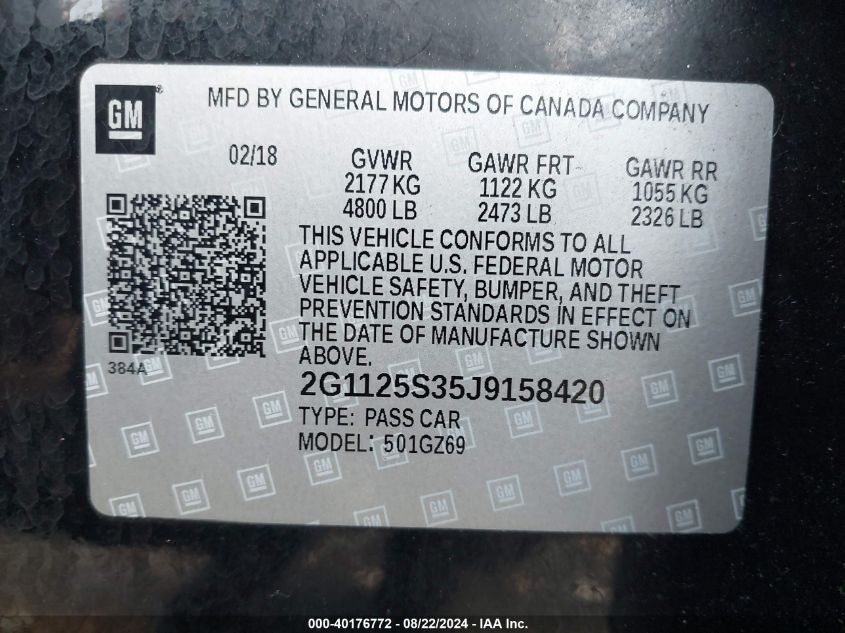 GM
MFD BY GENERAL MOTORS OF CANADA COMPANY
02/18
GVWR
2177 KG
4800 LB
GAWR FRT
1122 KG
2473 LB
GAWR RR
1055 KG
2326 LB
THIS VEHICLE CONFORMS TO ALL
APPLICABLE U.S. FEDERAL MOTOR
VEHICLE SAFETY, BUMPER, AND THEFT
PREVENTION STANDARDS IN EFFECT ON
THE DATE OF MANUFACTURE SHOWN
ABOVE.
384A
2G1125S35J9158420
TYPE: PASS CAR
MODEL: 501GZ69
000-40176772 - 08/22/2024 - IAA Inc.